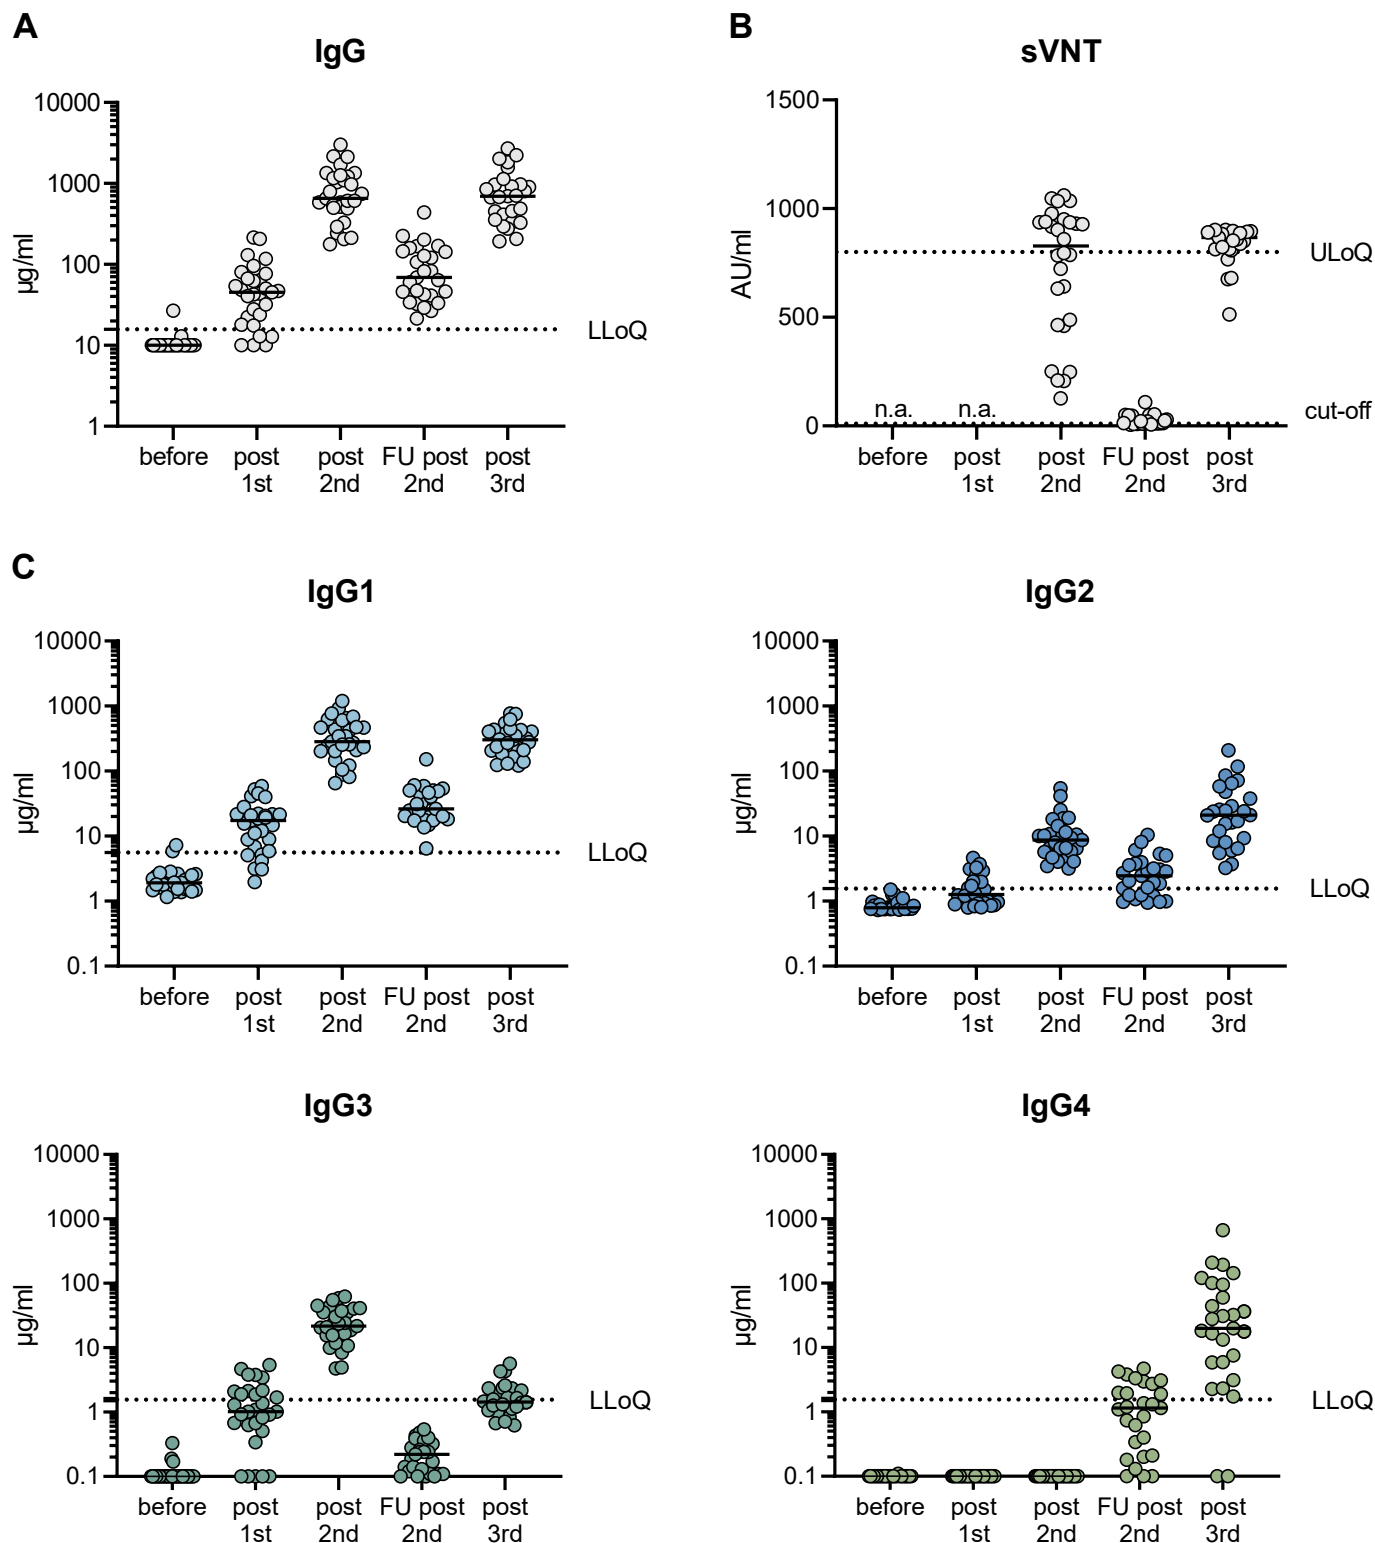 A
IgG
10000
1000
100
10
1
µg/ml
LLoQ
before
post
1st
post
2nd
FU post
2nd
post
3rd
B
sVNT
1500
1000
500
0
AU/ml
ULoQ
cut-off
n.a.
n.a.
before
post
1st
post
2nd
FU post
2nd
post
3rd
C
IgG1
10000
1000
100
10
1
0.1
µg/ml
LLoQ
before
post
1st
post
2nd
FU post
2nd
post
3rd
IgG2
10000
1000
100
10
1
0.1
µg/ml
LLoQ
before
post
1st
post
2nd
FU post
2nd
post
3rd
IgG3
10000
1000
100
10
1
0.1
µg/ml
LLoQ
before
post
1st
post
2nd
FU post
2nd
post
3rd
IgG4
10000
1000
100
10
1
0.1
µg/ml
LLoQ
before
post
1st
post
2nd
FU post
2nd
post
3rd